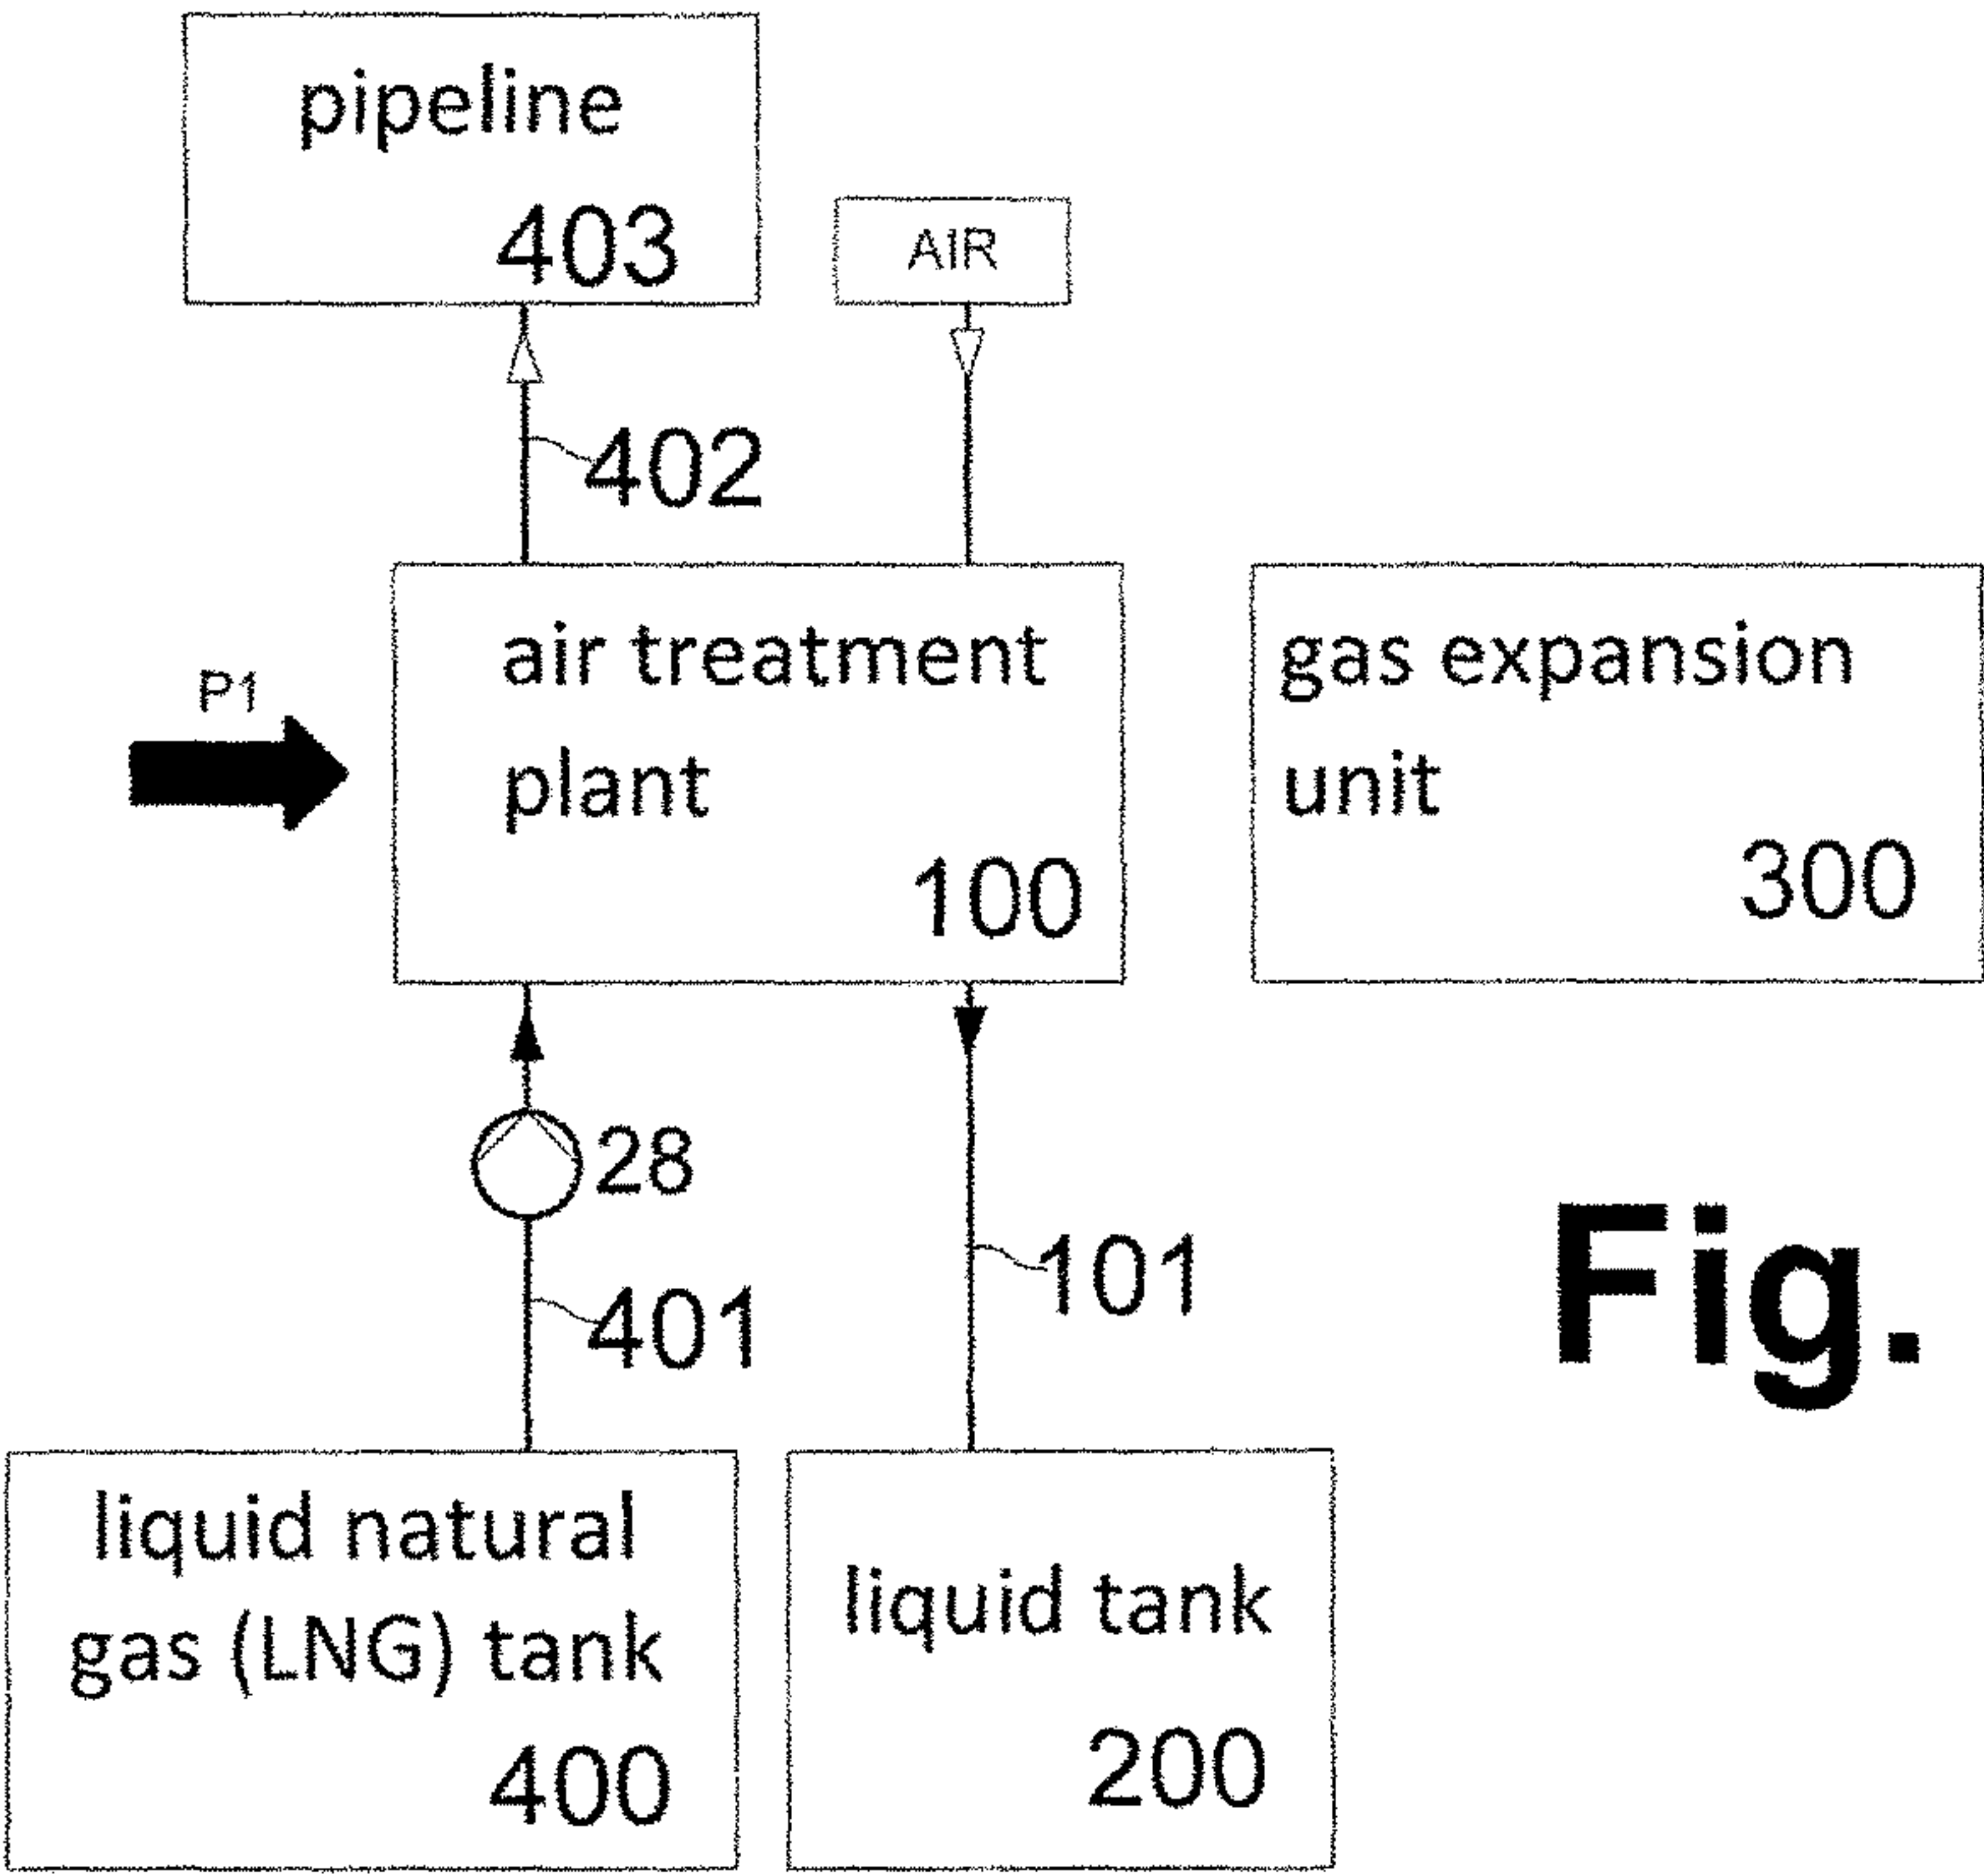 pipeline
403
AIR
402
air treatment
plant
100
P1
gas expansion
unit
300
28
401
101
Fig.
liquid natural
gas (LNG) tank
400
liquid tank
200